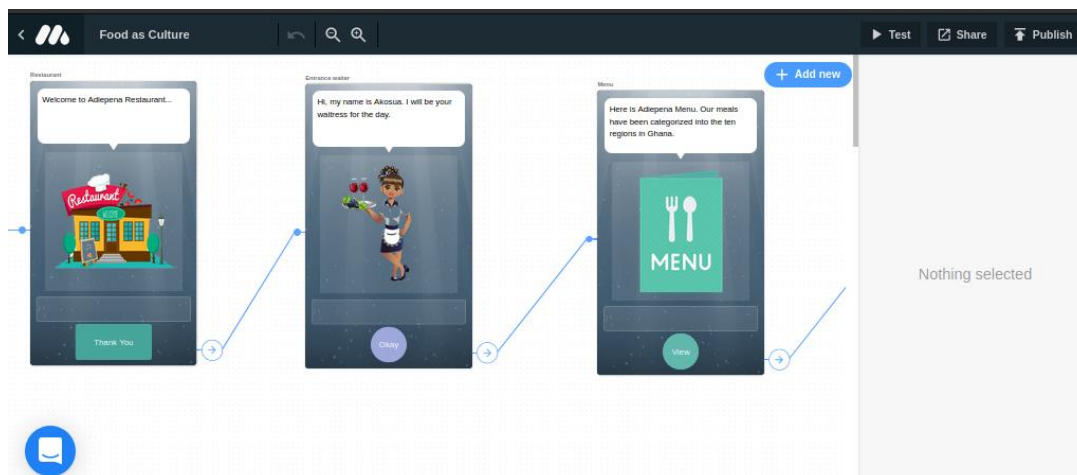 Food as Culture
Test
Share
Publish
Add new
Restaurant
Welcome to Adiepena Restaurant...
Restaurant
WELCOME
Thank You
Entrance waiter
Hi, my name is Akosua. I will be your
waitress for the day.
Okay
Menu
Here is Adiepena Menu. Our meals
have been categorized into the ten
regions in Ghana.
MENU
View
Nothing selected